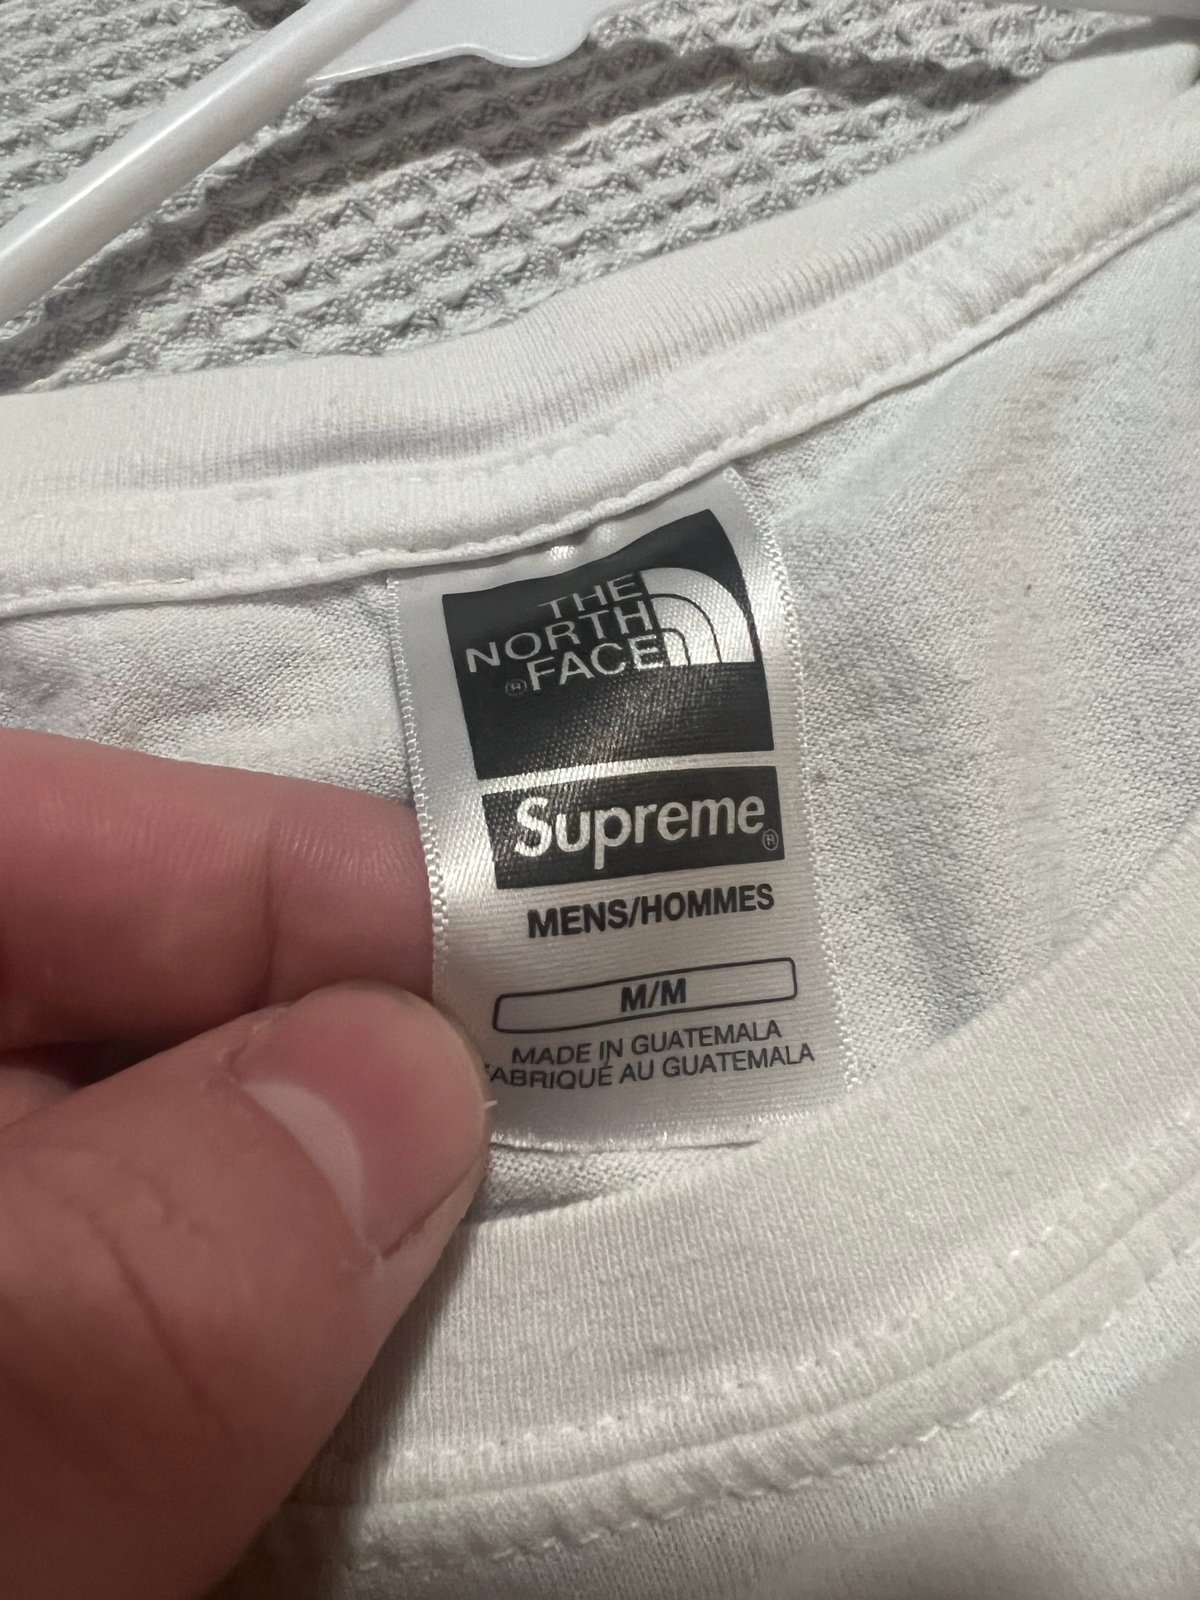 THE
NORTH
®FACE
Supreme®
MENS/HOMMES
M/M
MADE IN GUATEMALA
FABRIQUÉ AU GUATEMALA